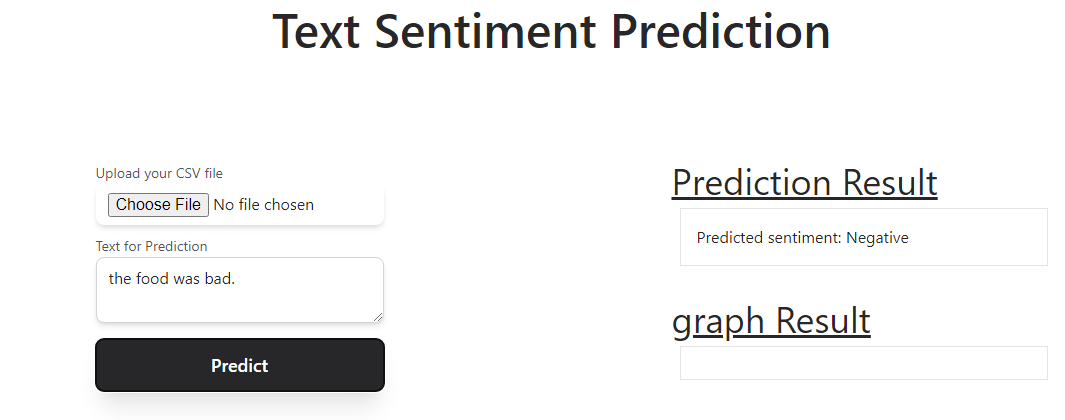 Text Sentiment Prediction
Upload your CSV file
Choose File No file chosen
Text for Prediction
the food was bad.
Predict
Prediction Result
Predicted sentiment: Negative
graph Result